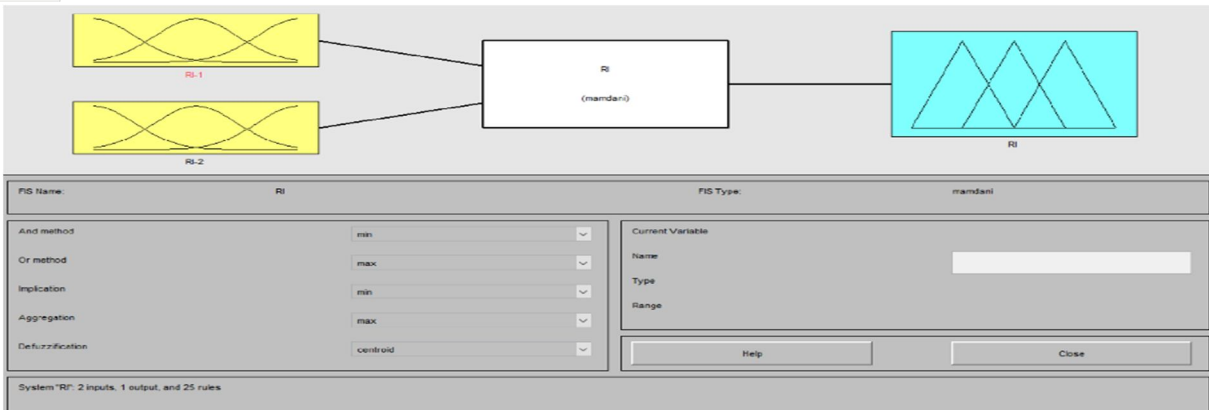 RI-1
RI-2
RI
(mamdani)
RI
FIS Name: RI FIS Type: mamdani
And method min
Or method max
Implication min
Aggregation max
Defuzzification centroid
Current Variable
Name
Type
Range
Help Close
System "RI": 2 inputs, 1 output, and 25 rules